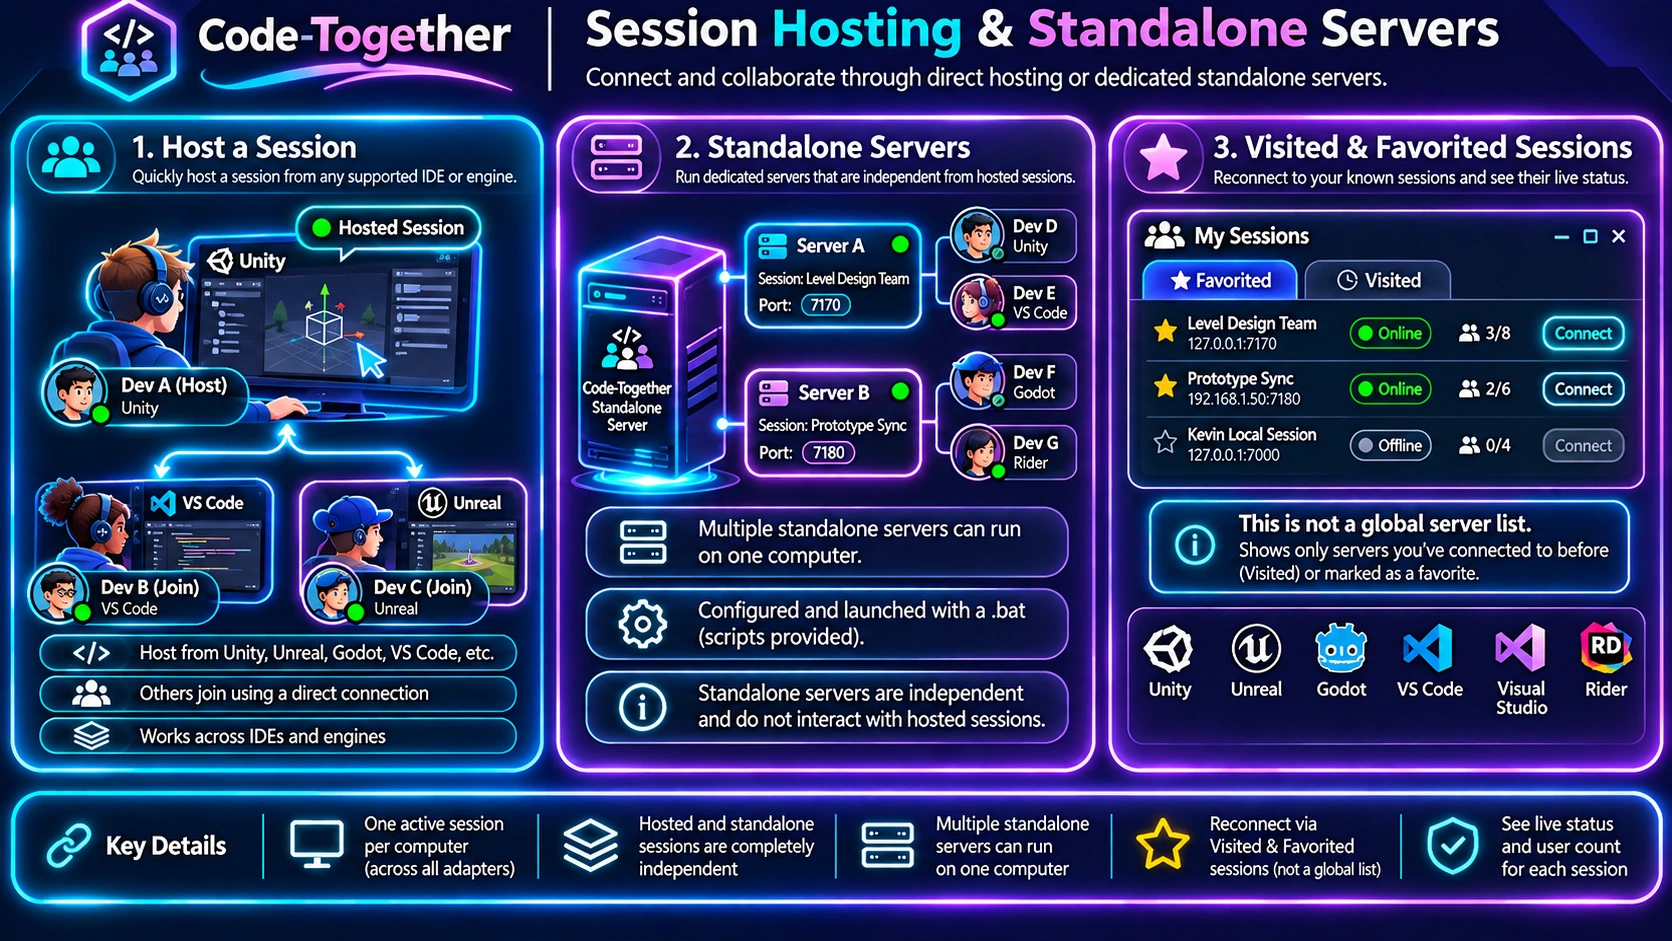 </>
Code-Together
Session Hosting & Standalone Servers
Connect and collaborate through direct hosting or dedicated standalone servers.
1. Host a Session
Quickly host a session from any supported IDE or engine.
Hosted Session
Unity
Dev A (Host)
Unity
VS Code
Unreal
Dev B (Join)
VS Code
Dev C (Join)
Unreal
</>
Host from Unity, Unreal, Godot, VS Code, etc.
Others join using a direct connection
Works across IDEs and engines
2. Standalone Servers
Run dedicated servers that are independent from hosted sessions.
</>
Code-Together
Standalone
Server
Server A
Session: Level Design Team
Port: 7170
Dev D
Unity
Dev E
VS Code
Server B
Session: Prototype Sync
Port: 7180
Dev F
Godot
Dev G
Rider
Multiple standalone servers can run
on one computer.
Configured and launched with a .bat
(scripts provided).
Standalone servers are independent
and do not interact with hosted sessions.
3. Visited & Favorited Sessions
Reconnect to your known sessions and see their live status.
My Sessions
Favorited
Visited
Level Design Team
127.0.0.1:7170
Online
3/8
Connect
Prototype Sync
192.168.1.50:7180
Online
2/6
Connect
Kevin Local Session
127.0.0.1:7000
Offline
0/4
Connect
This is not a global server list.
Shows only servers you've connected to before
(Visited) or marked as a favorite.
RD
Unity
Unreal
Godot
VS Code
Visual
Studio
Rider
Key Details
One active session
per computer
(across all adapters)
Hosted and standalone
sessions are completely
independent
Multiple standalone
servers can run
on one computer
Reconnect via
Visited & Favorited
sessions (not a global list)
See live status
and user count
for each session